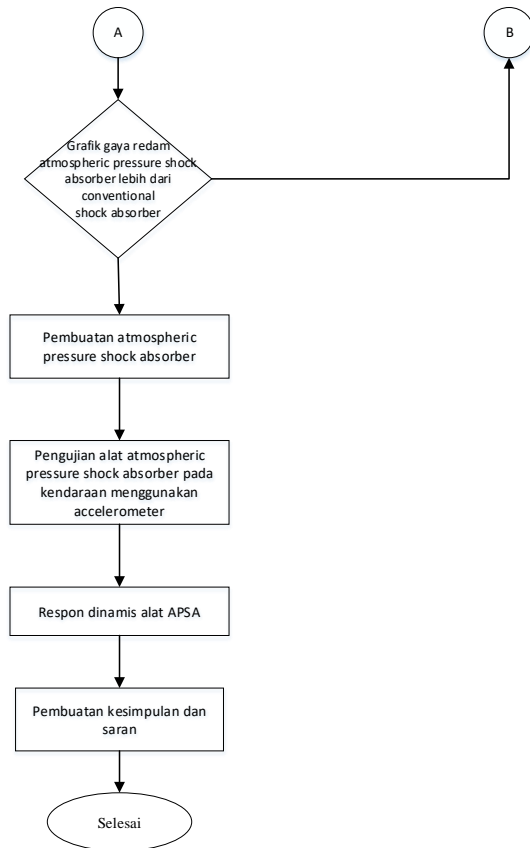 A
B
Grafik gaya redam
atmospheric pressure shock
absorber lebih dari
conventional
shock absorber
Pembuatan atmospheric
pressure shock absorber
Pengujian alat atmospheric
pressure shock absorber pada
kendaraan menggunakan
accelerometer
Respon dinamis alat APSA
Pembuatan kesimpulan dan
saran
Selesai